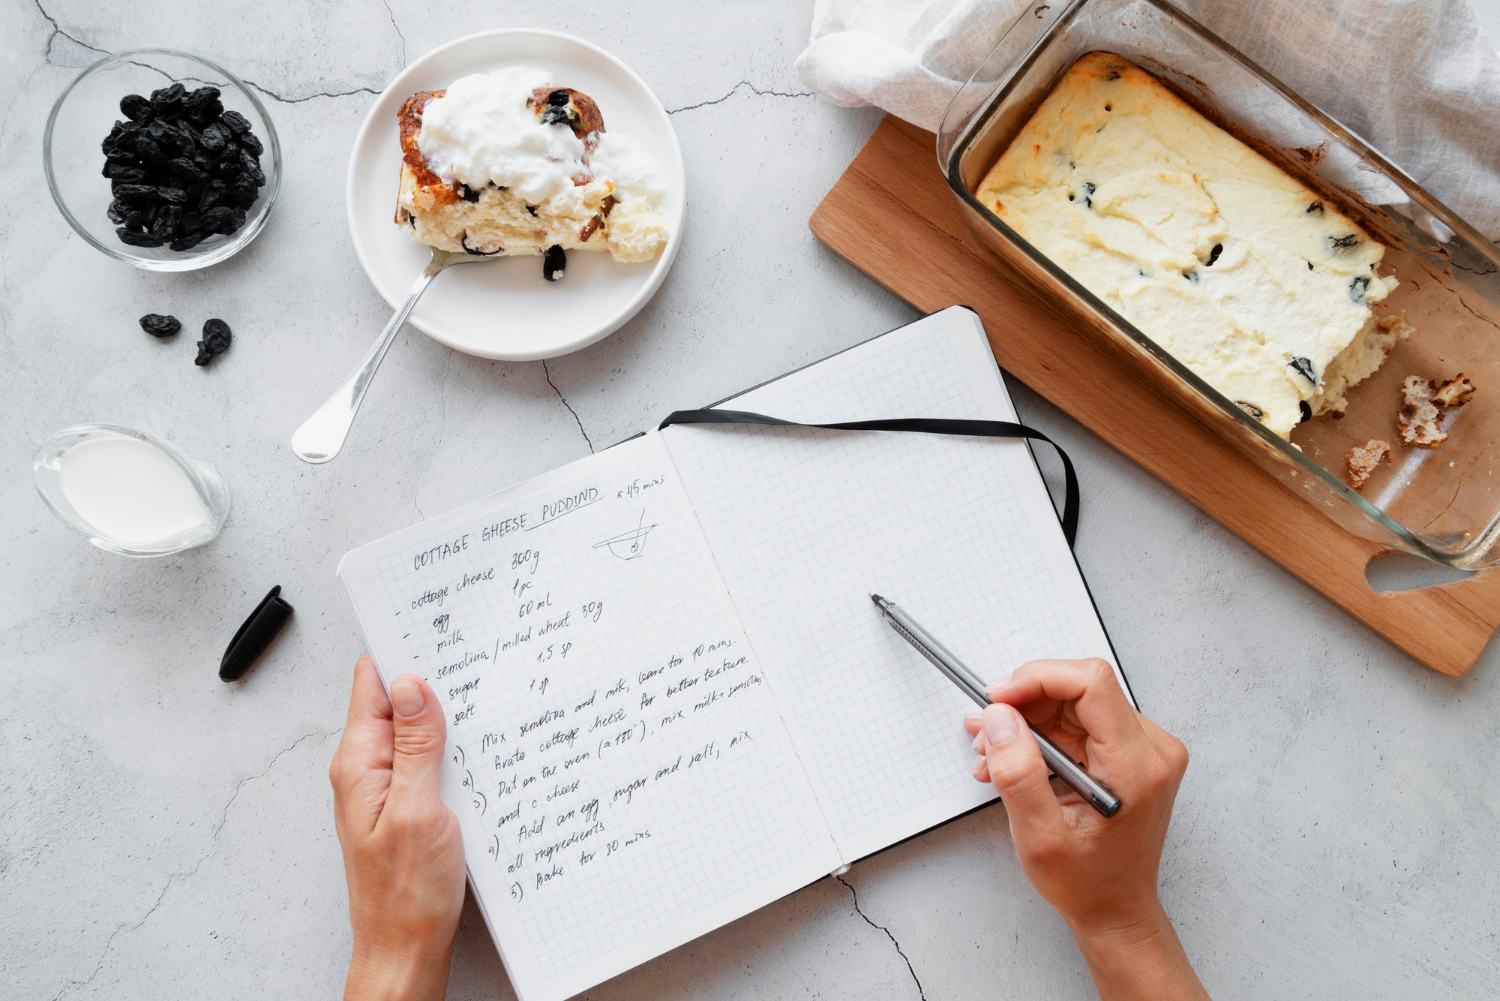 COTTAGE GHEESE PUDDIND ≈ 45 mins
- cottage cheese 300g
- egg 1pc
- milk 60 ml
- semolina / milled wheat 30g
sugar 1,5 sp
salt 1 sp
1) Mix semolina and milk, leave for 10 mins.
2) Grate cottage cheese for better texture
3) Put on the oven (≈ 180°), mix milk + semolina
and c. cheese.
4) Add an egg, sugar and salt, mix
all ingredients
5) Bake for 30 mins